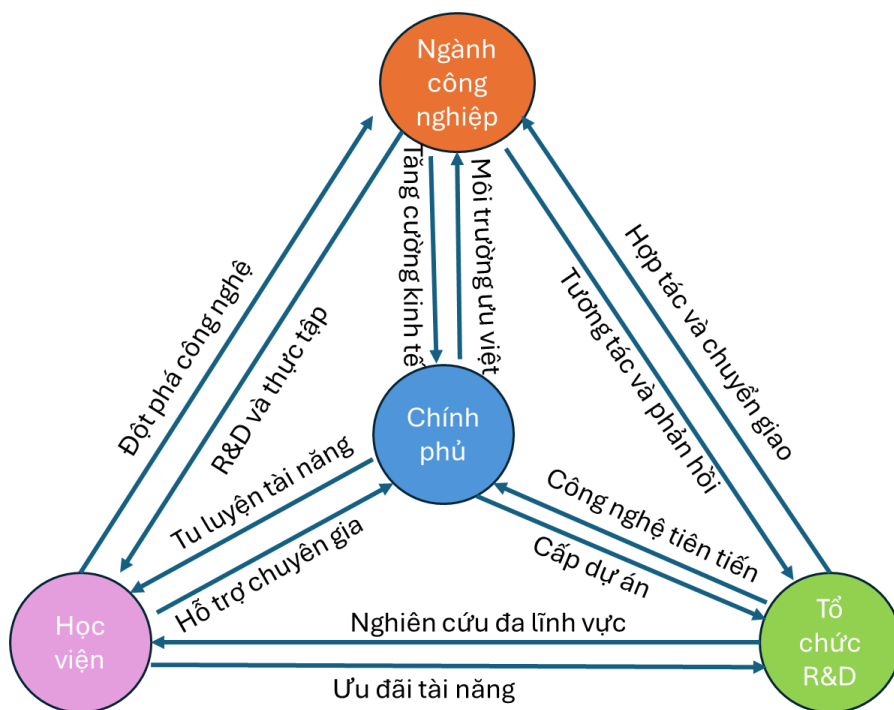 Ngành
công
nghiệp
Tăng cường kinh tế
Môi trường ưu việt
Đột phá công nghệ
R&D và thực tập
Tương tác và phản hồi
Hợp tác và chuyển giao
Chính
phủ
Tu luyện tài năng
Hỗ trợ chuyên gia
Công nghệ tiên tiến
Cấp dự án
Học
viện
Nghiên cứu đa lĩnh vực
Ưu đãi tài năng
Tổ
chức
R&D